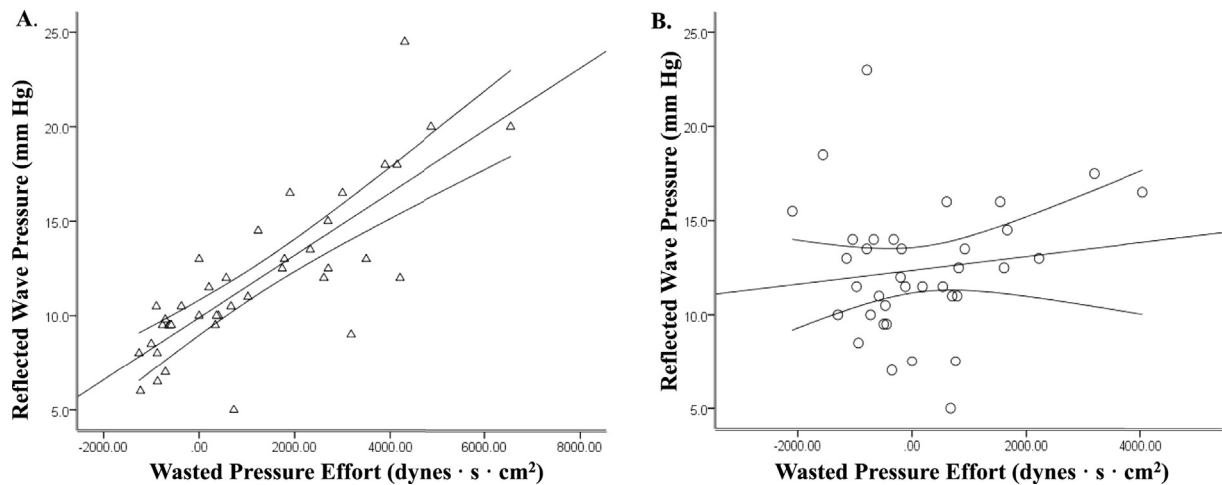 A.
Reflected Wave Pressure (mm Hg)
25.0
20.0
15.0
10.0
5.0
-2000.00 .00 2000.00 4000.00 6000.00 8000.00
Wasted Pressure Effort (dynes · s · cm²)
B.
Reflected Wave Pressure (mm Hg)
25.0
20.0
15.0
10.0
5.0
-2000.00 .00 2000.00 4000.00
Wasted Pressure Effort (dynes · s · cm²)